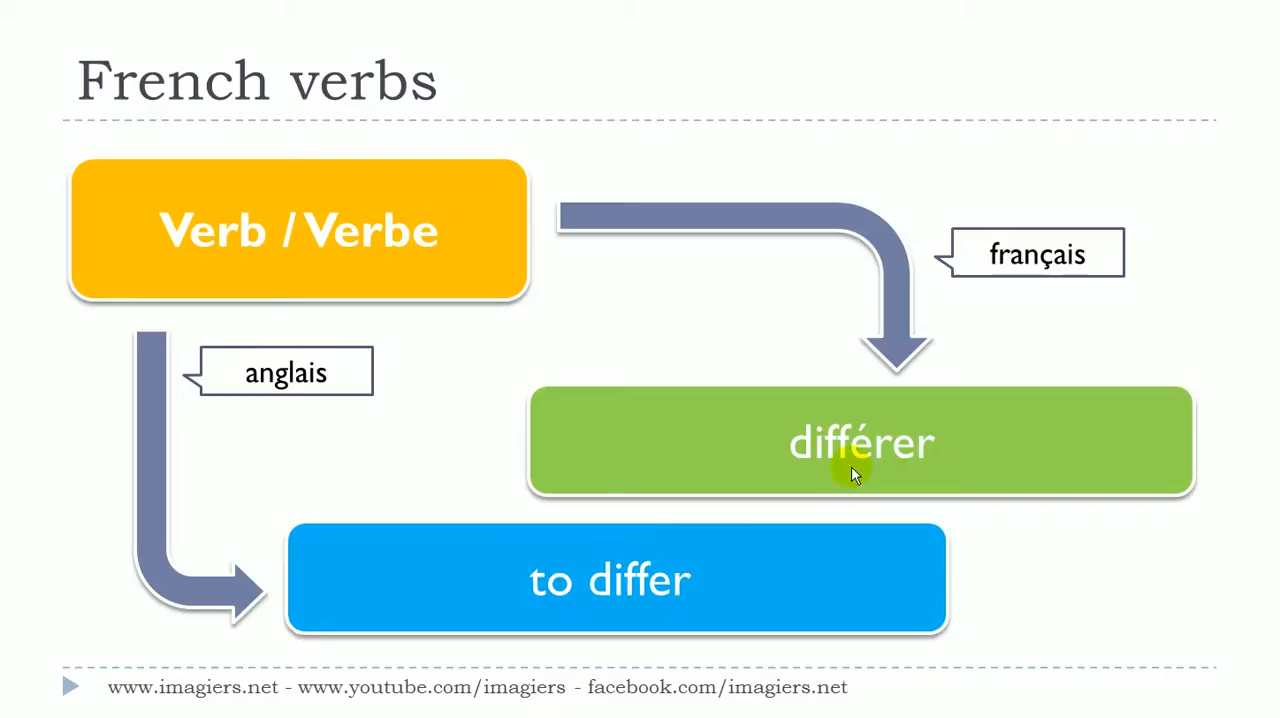 French verbs
Verb / Verbe
français
anglais
différer
to differ
www.imagiers.net - www.youtube.com/imagiers - facebook.com/imagiers.net